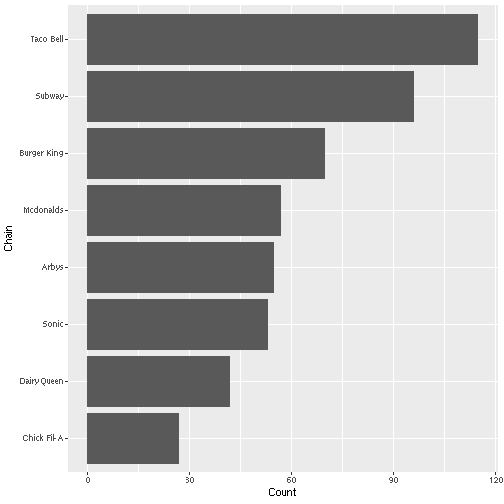 Taco Bell
Subway
Burger King
Mcdonalds
Arbys
Sonic
Dairy Queen
Chick Fil-A
Chain
0 30 60 90 120
Count